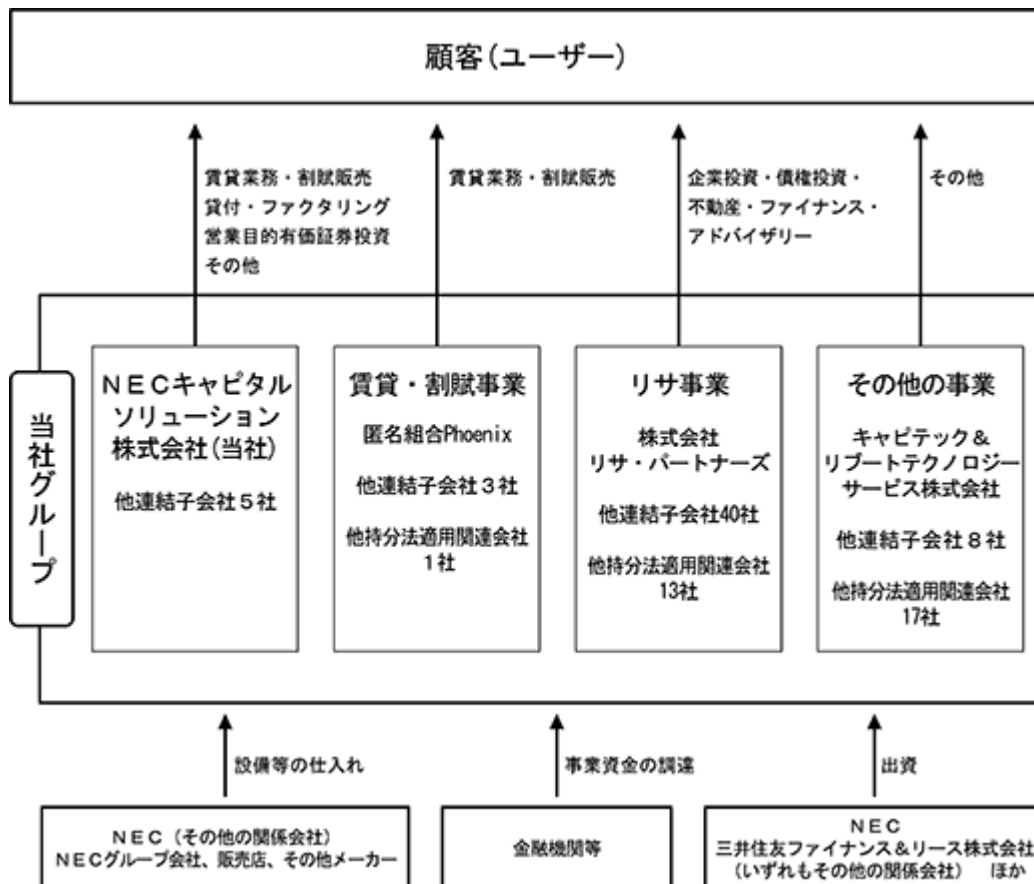 顧客(ユーザー)
賃貸業務・割賦販売
貸付・ファクタリング
営業目的有価証券投資
その他
賃貸業務・割賦販売
企業投資・債権投資・
不動産・ファイナンス・
アドバイザリー
その他
当社グループ
NECキャピタル
ソリューション
株式会社(当社)
他連結子会社5社
賃貸・割賦事業
匿名組合Phoenix
他連結子会社3社
他持分法適用関連会社
1社
リサ事業
株式会社
リサ・パートナーズ
他連結子会社40社
他持分法適用関連会社
13社
その他の事業
キャピテック&
リブートテクノロジー
サービス株式会社
他連結子会社8社
他持分法適用関連会社
17社
設備等の仕入れ
事業資金の調達
出資
NEC(その他の関係会社)
NECグループ会社、販売店、その他メーカー
金融機関等
NEC
三井住友ファイナンス&リース株式会社
(いずれもその他の関係会社) ほか